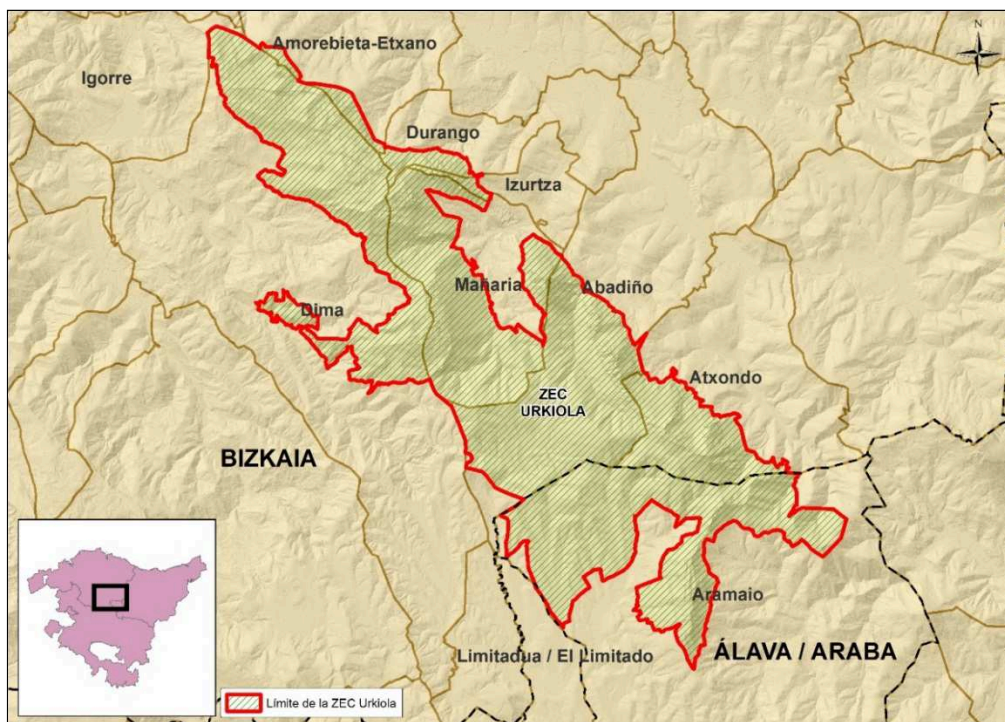 N
Amorebieta-Etxano
Igorre
Durango
Izurtza
Mañaria
Abadiño
Dima
Atxondo
ZEC
URKIOLA
BIZKAIA
Aramaio
Limitadua / El Limitado
ÁLAVA / ARABA
Límite de la ZEC Urkiola